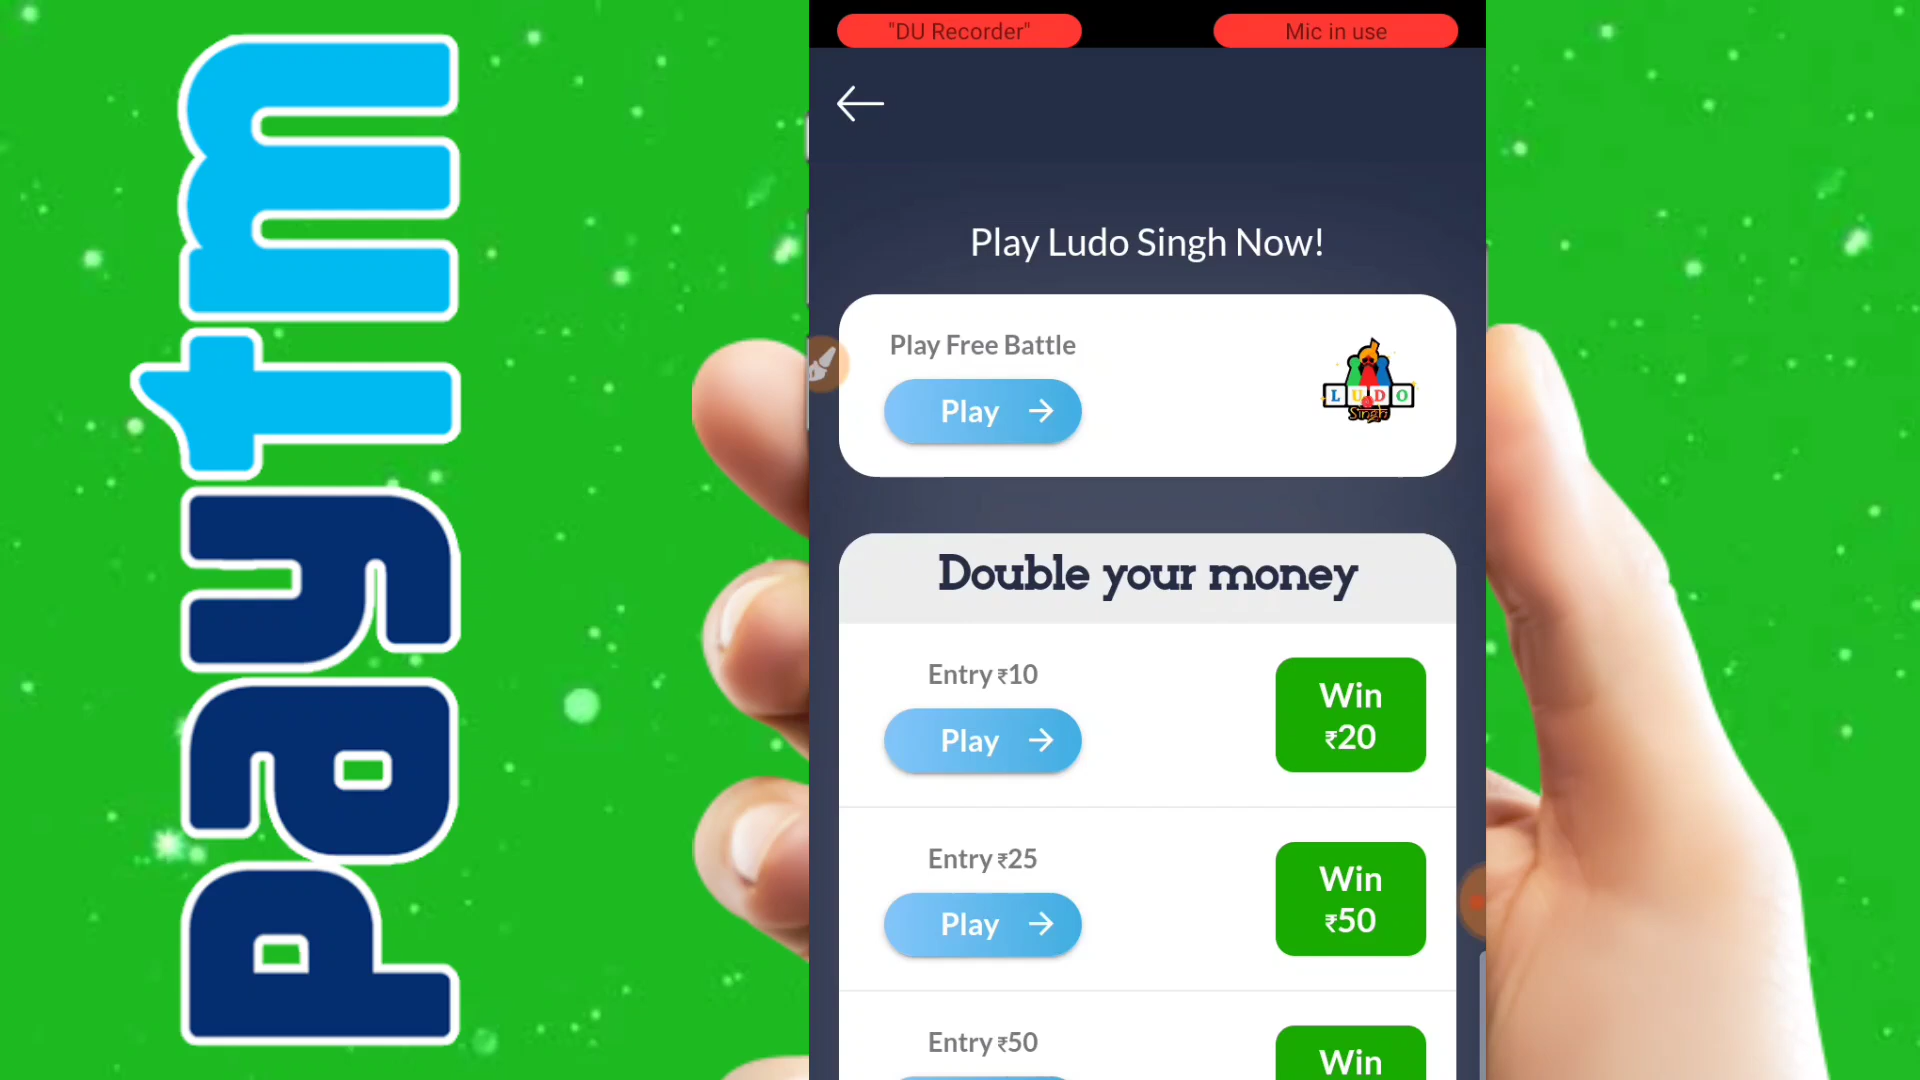 Paytm
"DU Recorder"
Mic in use
Play Ludo Singh Now!
Play Free Battle
Play
LUDO
Singh
Double your money
Entry ₹10
Play
Win
₹20
Entry ₹25
Play
Win
₹50
Entry ₹50
Win